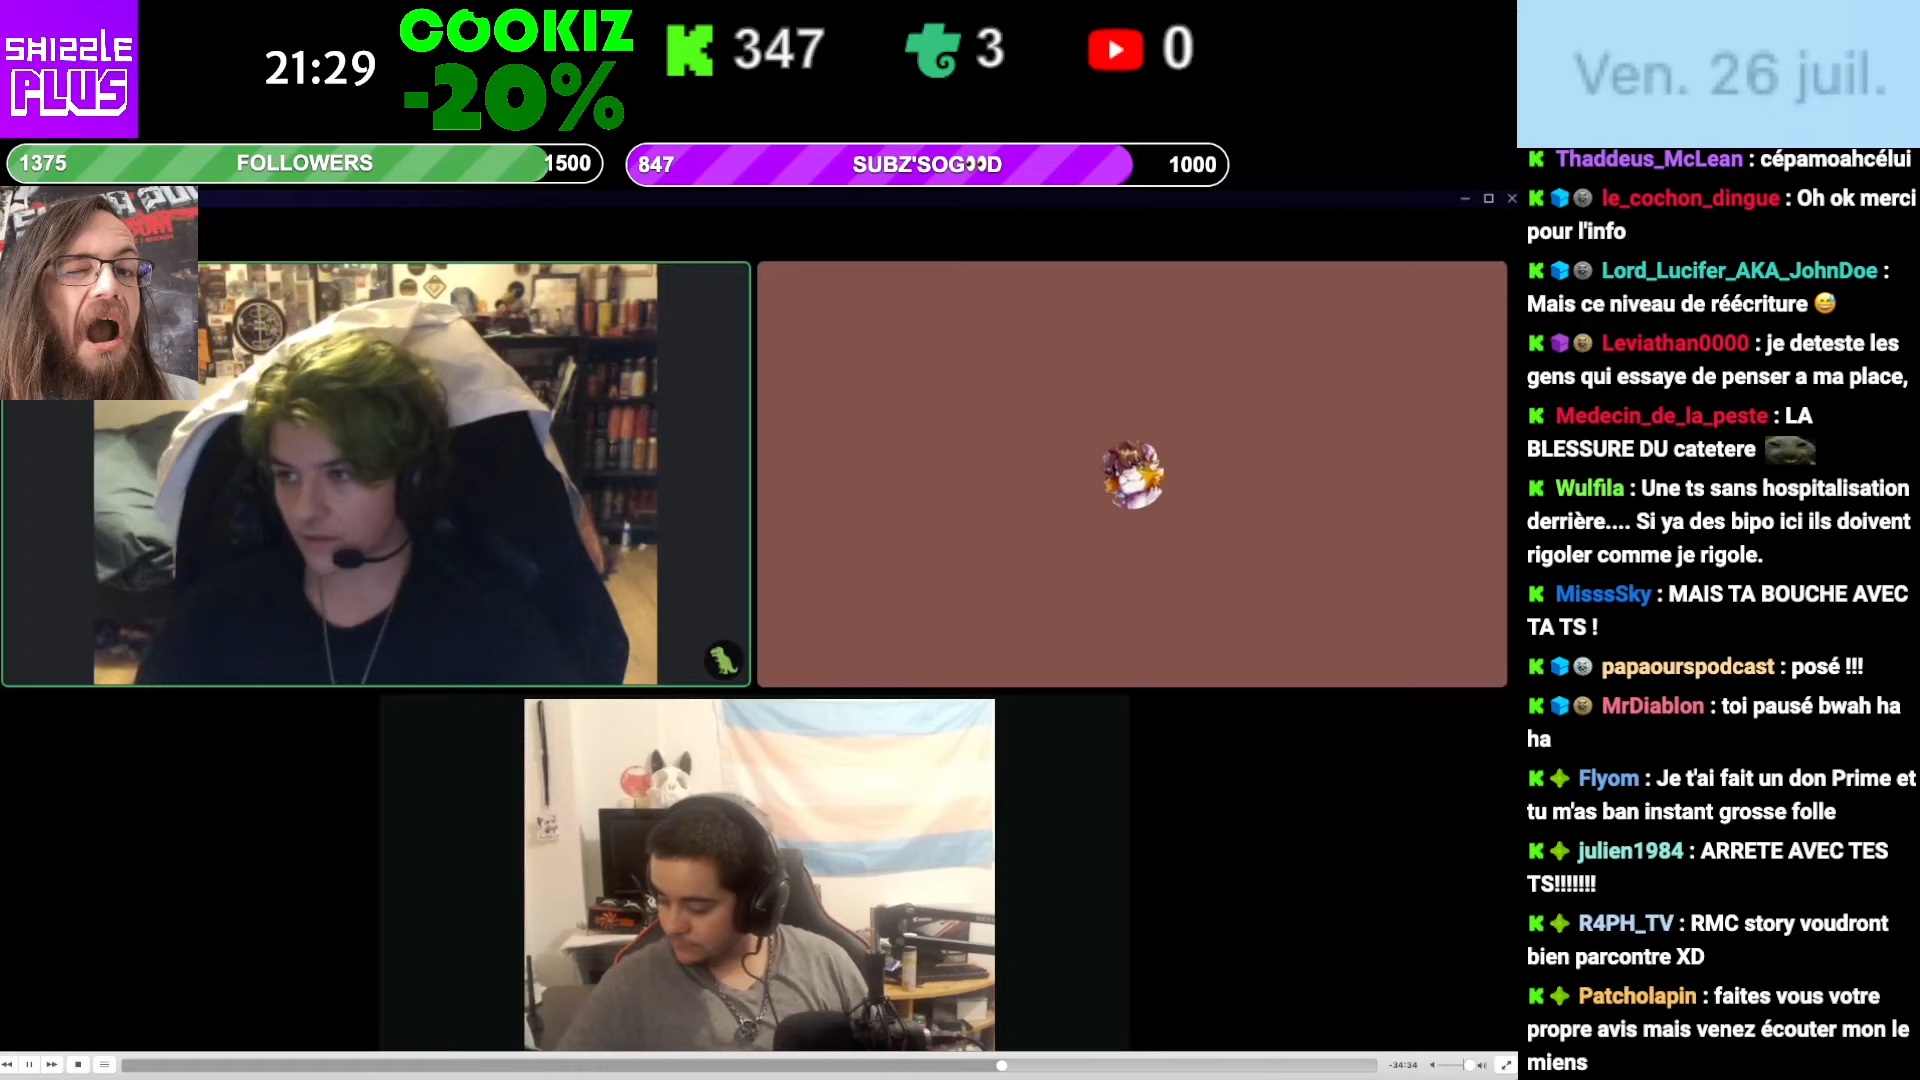 SHIZZLE
PLUS
21:29
COOKIZ
-20%
347
3
0
Ven. 26 juil.
1375 FOLLOWERS 1500
847 SUBZ'SOG👀D 1000
Thaddeus_McLean : cépamoahcélui
le_cochon_dingue : Oh ok merci
pour l'info
Lord_Lucifer_AKA_JohnDoe :
Mais ce niveau de réécriture 😅
Leviathan0000 : je deteste les
gens qui essaye de penser a ma place,
Medecin_de_la_peste : LA
BLESSURE DU catetere
Wulfila : Une ts sans hospitalisation
derrière.... Si ya des bipo ici ils doivent
rigoler comme je rigole.
MisssSky : MAIS TA BOUCHE AVEC
TA TS !
papaourspodcast : posé !!!
MrDiablon : toi pausé bwah ha
ha
Flyom : Je t'ai fait un don Prime et
tu m'as ban instant grosse folle
julien1984 : ARRETE AVEC TES
TS!!!!!!!
R4PH_TV : RMC story voudront
bien parcontre XD
Patcholapin : faites vous votre
propre avis mais venez écouter mon le
miens
-34:34